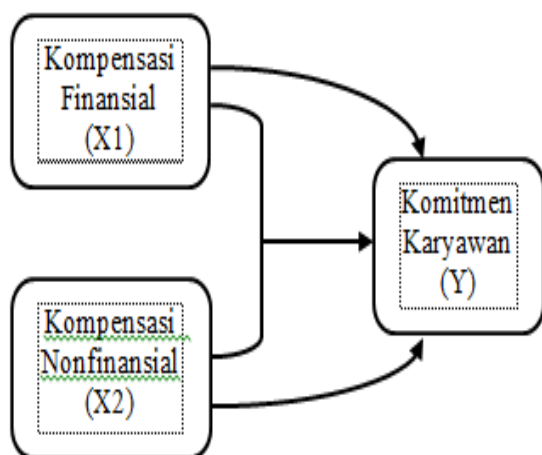 Kompensasi
Finansial
(X1)
Komitmen
Karyawan
(Y)
Kompensasi
Nonfinansial
(X2)